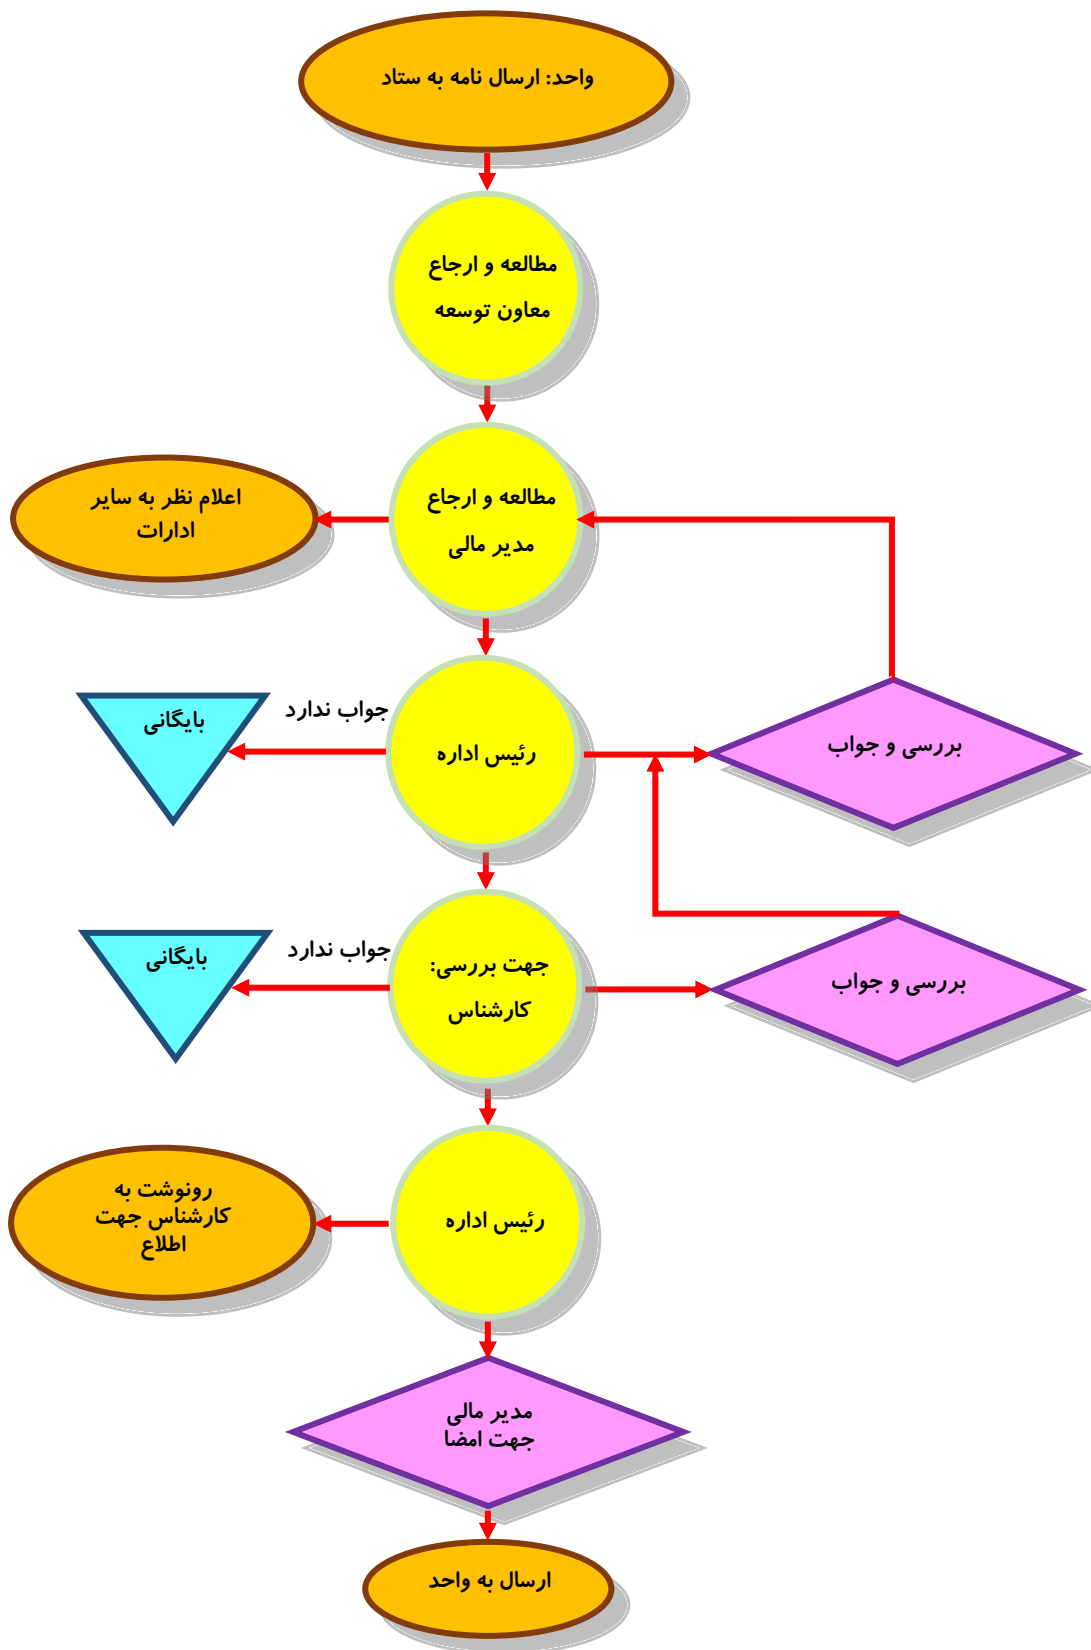 واحد: ارسال نامه به ستاد
مطالعه و ارجاع
معاون توسعه
مطالعه و ارجاع
مدیر مالی
اعلام نظر به سایر
ادارات
رئیس اداره
جواب ندارد
بایگانی
بررسی و جواب
جهت بررسی:
کارشناس
جواب ندارد
بایگانی
بررسی و جواب
رئیس اداره
رونوشت به
کارشناس جهت
اطلاع
مدیر مالی
جهت امضا
ارسال به واحد